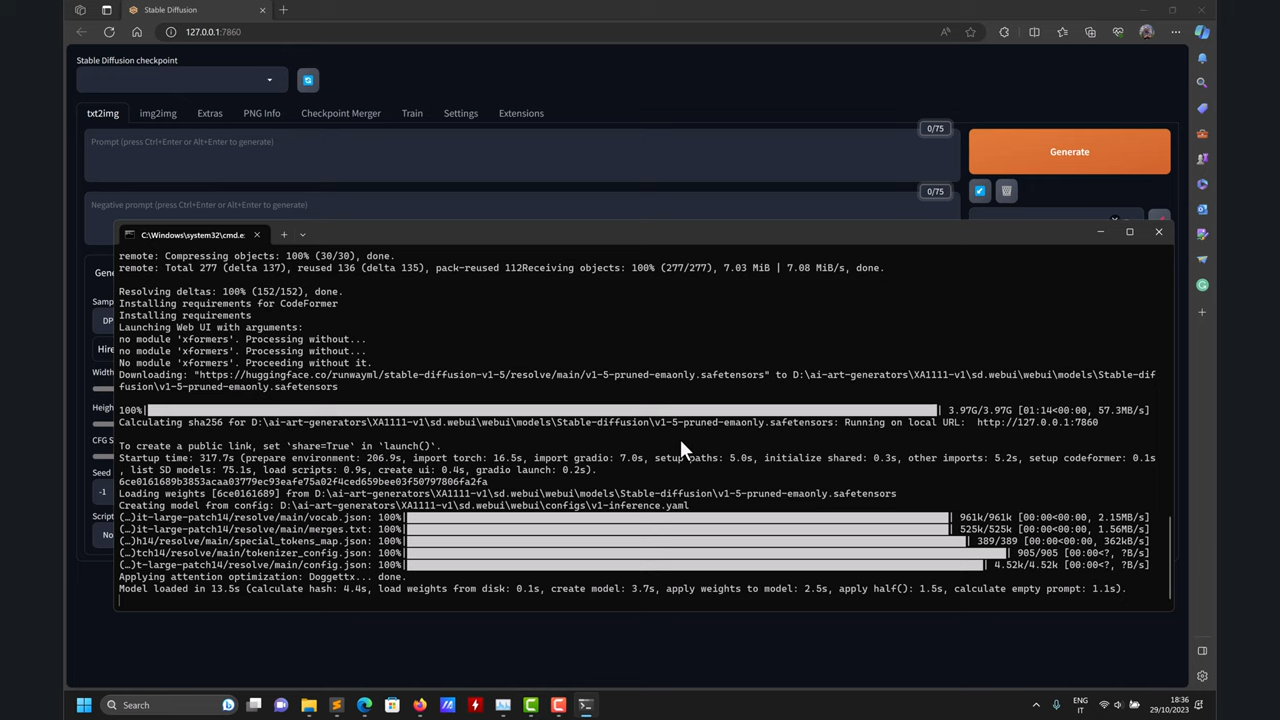 Stable Diffusion
127.0.0.1:7860
Stable Diffusion checkpoint
txt2img
img2img
Extras
PNG Info
Checkpoint Merger
Train
Settings
Extensions
0/75
Prompt (press Ctrl+Enter or Alt+Enter to generate)
Generate
0/75
Negative prompt (press Ctrl+Enter or Alt+Enter to generate)
C:\Windows\system32\cmd.e
remote: Compressing objects: 100% (30/30), done.
remote: Total 277 (delta 137), reused 136 (delta 135), pack-reused 112Receiving objects: 100% (277/277), 7.03 MiB | 7.08 MiB/s, done.
Resolving deltas: 100% (152/152), done.
Installing requirements for CodeFormer
Installing requirements
Launching Web UI with arguments:
no module 'xformers'. Processing without...
no module 'xformers'. Processing without...
No module 'xformers'. Proceeding without it.
Downloading: "https://huggingface.co/runwayml/stable-diffusion-v1-5/resolve/main/v1-5-pruned-emaonly.safetensors" to D:\ai-art-generators\XA1111-v1\sd.webui\webui\models\Stable-dif
fusion\v1-5-pruned-emaonly.safetensors
100%| | 3.97G/3.97G [01:14<00:00, 57.3MB/s]
Calculating sha256 for D:\ai-art-generators\XA1111-v1\sd.webui\webui\models\Stable-diffusion\v1-5-pruned-emaonly.safetensors: Running on local URL:  http://127.0.0.1:7860
To create a public link, set `share=True` in `launch()`.
Startup time: 317.7s (prepare environment: 206.9s, import torch: 16.5s, import gradio: 7.0s, setup paths: 5.0s, initialize shared: 0.3s, other imports: 5.2s, setup codeformer: 0.1s
, list SD models: 75.1s, load scripts: 0.9s, create ui: 0.4s, gradio launch: 0.2s).
6ce0161689b3853acaa03779ec93eafe75a02f4ced659bee03f50797806fa2fa
Loading weights [6ce0161689] from D:\ai-art-generators\XA1111-v1\sd.webui\webui\models\Stable-diffusion\v1-5-pruned-emaonly.safetensors
Creating model from config: D:\ai-art-generators\XA1111-v1\sd.webui\webui\configs\v1-inference.yaml
(…)it-large-patch14/resolve/main/vocab.json: 100%| | 961k/961k [00:00<00:00, 2.15MB/s]
(…)it-large-patch14/resolve/main/merges.txt: 100%| | 525k/525k [00:00<00:00, 1.56MB/s]
(…)h14/resolve/main/special_tokens_map.json: 100%| | 389/389 [00:00<00:00, 362kB/s]
(…)tch14/resolve/main/tokenizer_config.json: 100%| | 905/905 [00:00<?, ?B/s]
(…)t-large-patch14/resolve/main/config.json: 100%| | 4.52k/4.52k [00:00<?, ?B/s]
Applying attention optimization: Doggettx... done.
Model loaded in 13.5s (calculate hash: 4.4s, load weights from disk: 0.1s, create model: 3.7s, apply weights to model: 2.5s, apply half(): 1.5s, calculate empty prompt: 1.1s).
Gen
Samp
DP
Hire
Width
Heigh
CFG S
Seed
-1
Script
No
Search
ENG
IT
18:36
29/10/2023